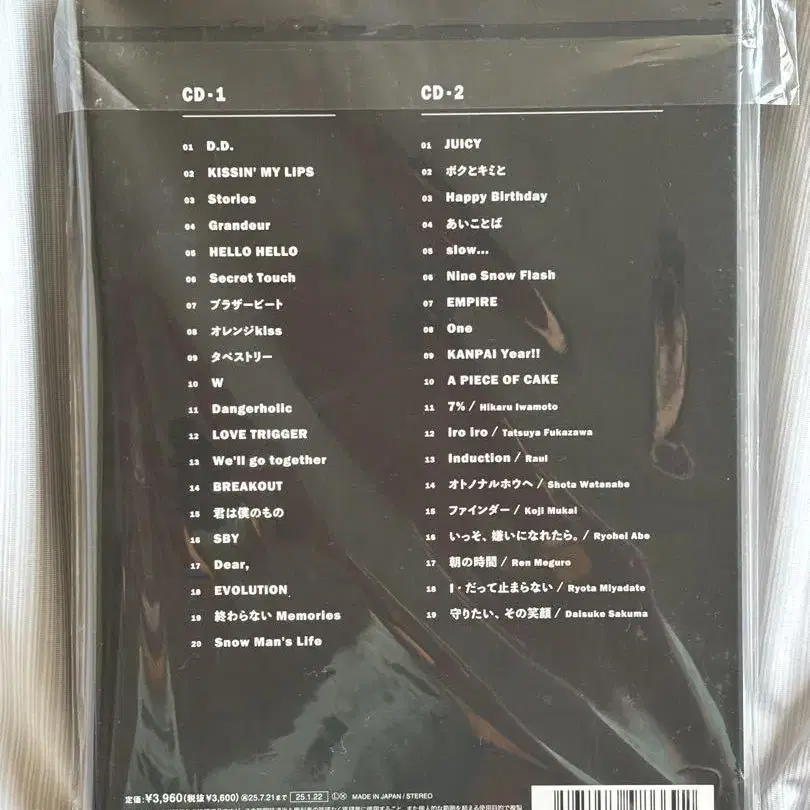 CD-1
01 D.D.
02 KISSIN' MY LIPS
03 Stories
04 Grandeur
05 HELLO HELLO
06 Secret Touch
07 ブラザービート
08 オレンジkiss
09 タペストリー
10 W
11 Dangerholic
12 LOVE TRIGGER
13 We'll go together
14 BREAKOUT
15 君は僕のもの
16 SBY
17 Dear,
18 EVOLUTION
19 終わらない Memories
20 Snow Man's Life
CD-2
01 JUICY
02 ボクとキミと
03 Happy Birthday
04 あいことば
05 slow...
06 Nine Snow Flash
07 EMPIRE
08 One
09 KANPAI Year!!
10 A PIECE OF CAKE
11 7% / Hikaru Iwamoto
12 iro iro / Tatsuya Fukazawa
13 Induction / Raul
14 オトノナルホウヘ / Shota Watanabe
15 ファインダー / Koji Mukai
16 いっそ、嫌いになれたら。 / Ryohei Abe
17 朝の時間 / Ren Meguro
18 I・だって止まらない / Ryota Miyadate
19 守りたい、その笑顔 / Daisuke Sakuma
定価:¥3,960(税抜¥3,600) 再25.7.21まで 25.1.22 MADE IN JAPAN / STEREO